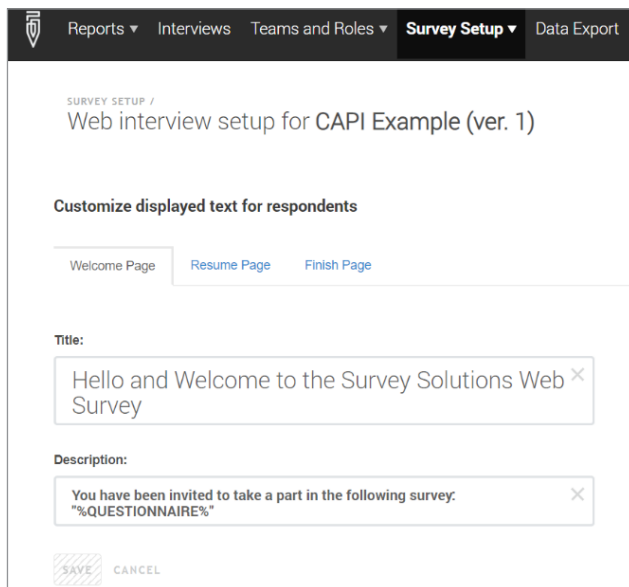 Reports ▾ Interviews Teams and Roles ▾ Survey Setup ▾ Data Export
SURVEY SETUP /
Web interview setup for CAPI Example (ver. 1)
Customize displayed text for respondents
Welcome Page Resume Page Finish Page
Title:
Hello and Welcome to the Survey Solutions Web
Survey
Description:
You have been invited to take a part in the following survey:
"%QUESTIONNAIRE%"
SAVE CANCEL